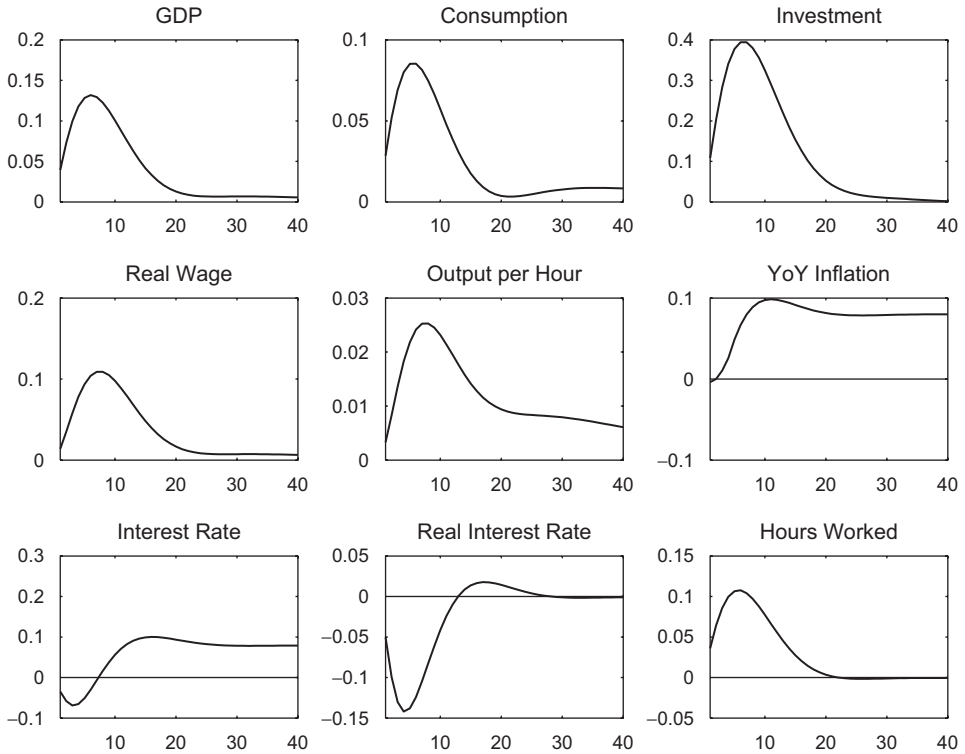 GDP
Consumption
Investment
0.2
0.15
0.1
0.05
0
10 20 30 40
0.1
0.05
0
10 20 30 40
0.4
0.3
0.2
0.1
0
10 20 30 40
Real Wage
Output per Hour
YoY Inflation
0.2
0.1
0
10 20 30 40
0.03
0.02
0.01
0
10 20 30 40
0.1
0
−0.1
10 20 30 40
Interest Rate
Real Interest Rate
Hours Worked
0.3
0.2
0.1
0
−0.1
10 20 30 40
0.05
0
−0.05
−0.1
−0.15
10 20 30 40
0.15
0.1
0.05
0
−0.05
10 20 30 40